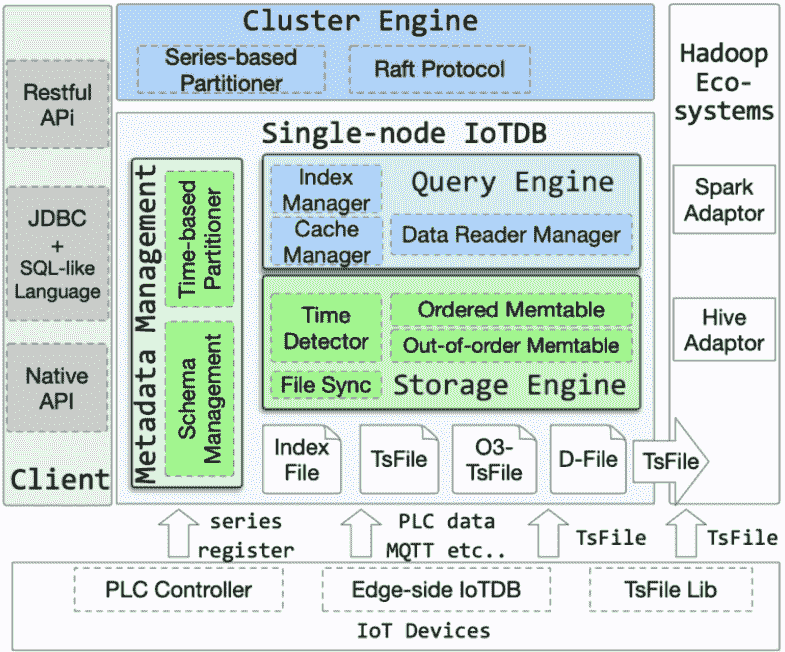 Cluster Engine
Series-based
Partitioner
Raft Protocol
Restful
APi
JDBC
+
SQL-like
Language
Native
API
Client
Single-node IoTDB
Metadata Management
Time-based
Partitioner
Schema
Management
Index
Manager
Query Engine
Cache
Manager
Data Reader Manager
Time
Detector
Ordered Memtable
Out-of-order Memtable
File Sync
Storage Engine
Index
File
TsFile
O3-
TsFile
D-File
TsFile
Hadoop
Eco-
systems
Spark
Adaptor
Hive
Adaptor
series
register
PLC data
MQTT etc..
TsFile
TsFile
PLC Controller
Edge-side IoTDB
TsFile Lib
IoT Devices